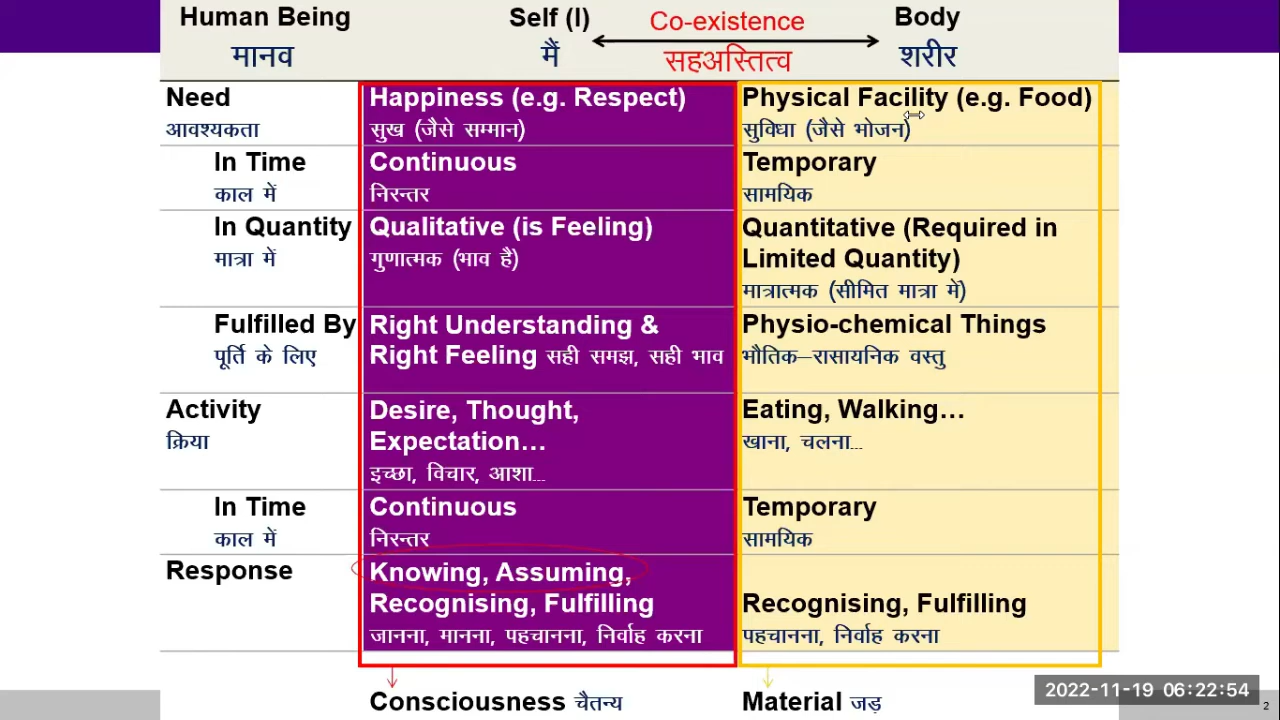 Human Being Self (I) Co-existence Body
मानव मैं सहअस्तित्व शरीर
Need Happiness (e.g. Respect) Physical Facility (e.g. Food)
आवश्यकता सुख (जैसे सम्मान) सुविधा (जैसे भोजन)
In Time Continuous Temporary
काल में निरन्तर सामयिक
In Quantity Qualitative (is Feeling) Quantitative (Required in
Limited Quantity)
मात्रा में गुणात्मक (भाव है) मात्रात्मक (सीमित मात्रा में)
Fulfilled By Right Understanding & Physio-chemical Things
पूर्ति के लिए Right Feeling सही समझ, सही भाव भौतिक–रासायनिक वस्तु
Activity Desire, Thought, Eating, Walking…
क्रिया Expectation… खाना, चलना...
इच्छा, विचार, आशा...
In Time Continuous Temporary
काल में निरन्तर सामयिक
Response Knowing, Assuming,
Recognising, Fulfilling Recognising, Fulfilling
जानना, मानना, पहचानना, निर्वाह करना पहचानना, निर्वाह करना
Consciousness चैतन्य Material जड़
2022-11-19 06:22:54
2